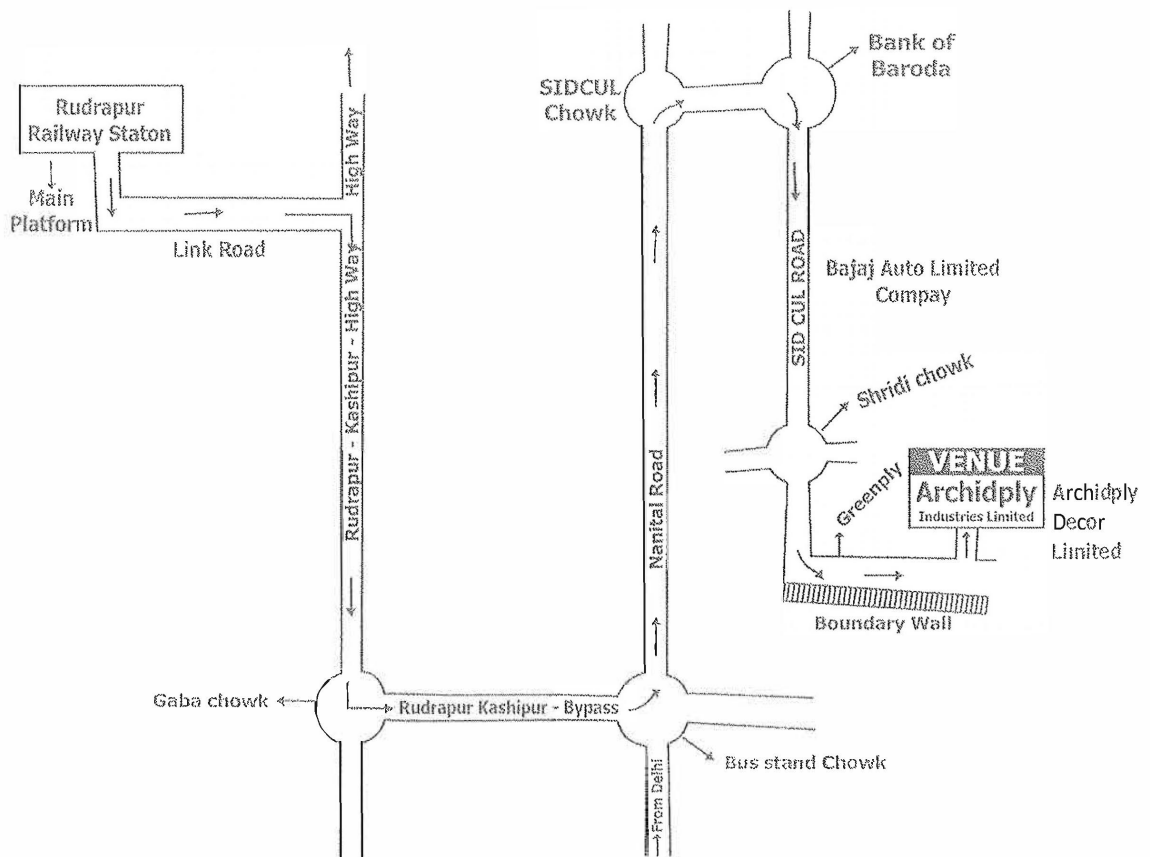 Rudrapur
Railway Staton
Main
Platform
Link Road
High Way
Rudrapur - Kashipur - High Way
Gaba chowk
Rudrapur Kashipur - Bypass
Bus stand Chowk
From Delhi
Nanital Road
SIDCUL
Chowk
Bank of
Baroda
SID CUL ROAD
Bajaj Auto Limited
Compay
Shridi chowk
Greenply
VENUE
Archidply
Industries Limited
Archidply
Decor
Limited
Boundary Wall